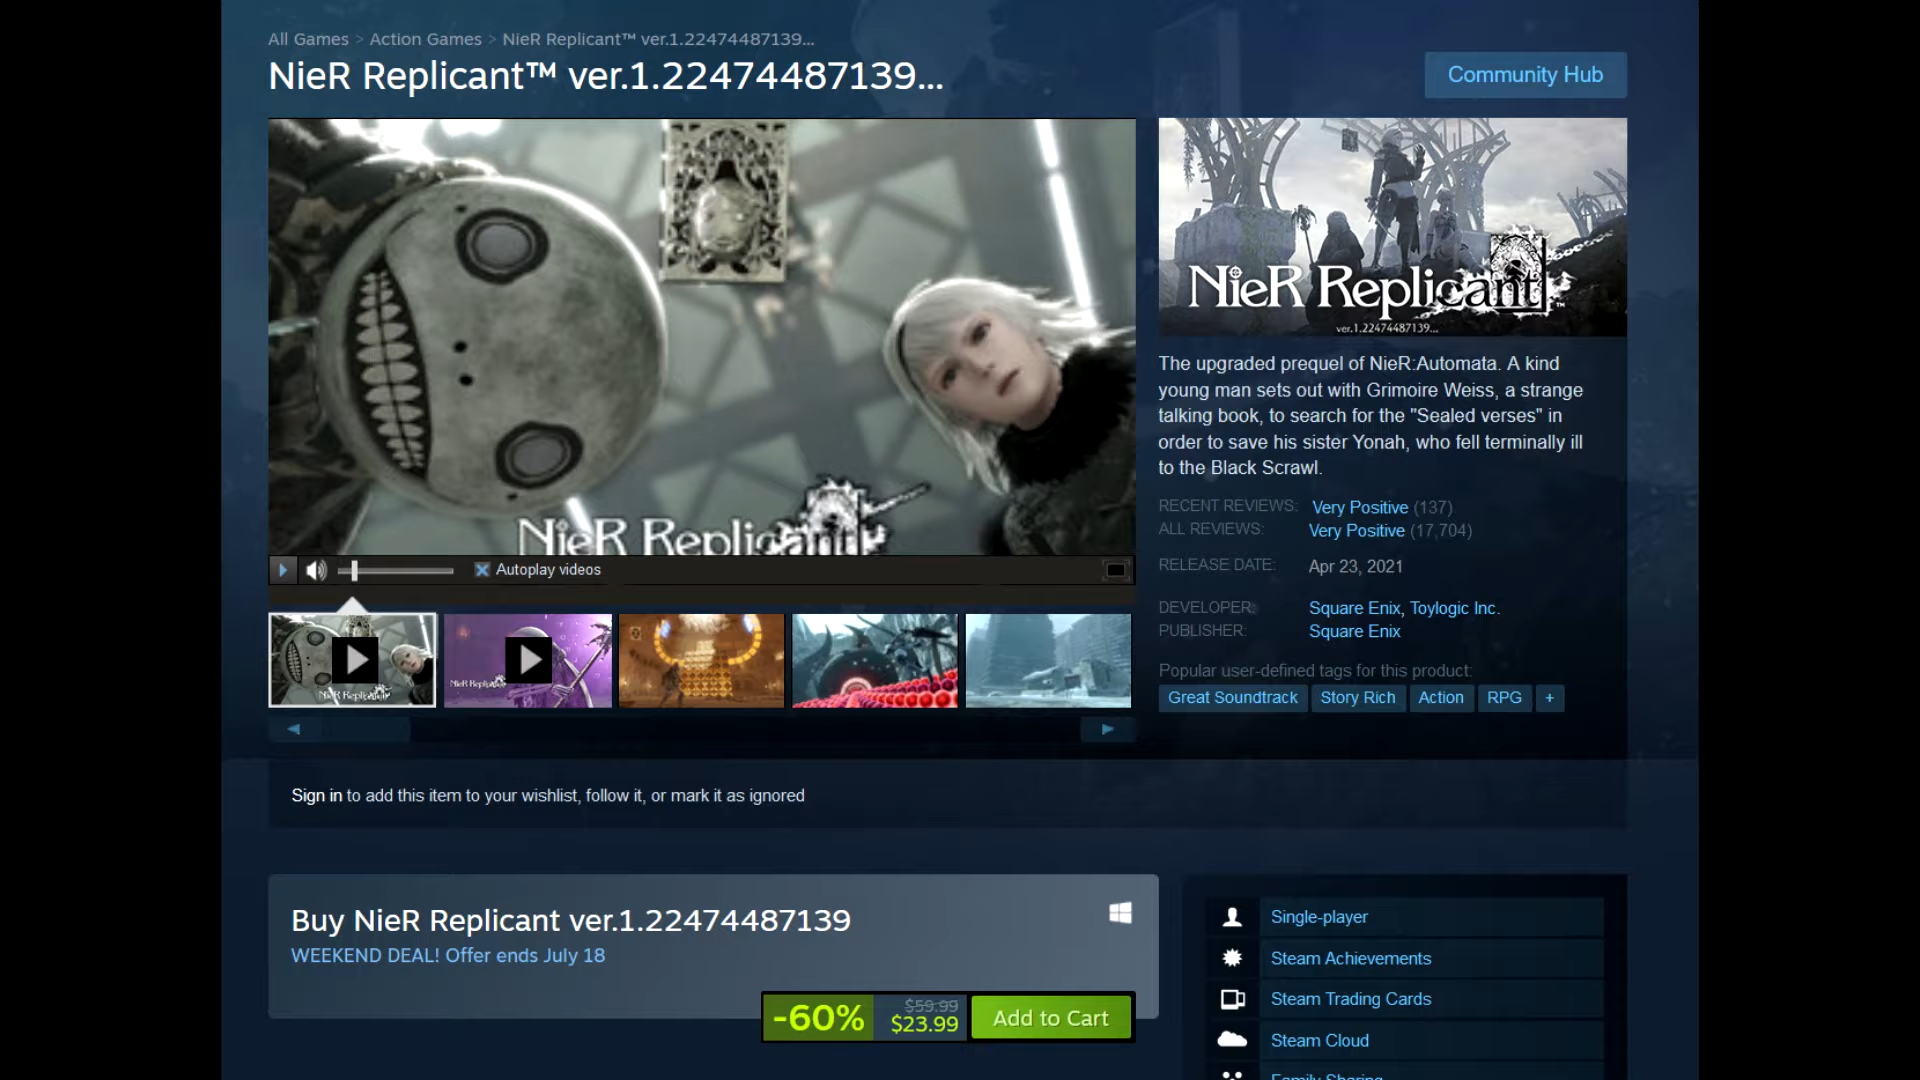 All Games > Action Games > NieR Replicant™ ver.1.22474487139...
NieR Replicant™ ver.1.22474487139...
Community Hub
NieR Replicant
Autoplay videos
NieR Replicant
NieR Replicant
NieR Replicant™
ver.1.22474487139...
The upgraded prequel of NieR:Automata. A kind
young man sets out with Grimoire Weiss, a strange
talking book, to search for the "Sealed verses" in
order to save his sister Yonah, who fell terminally ill
to the Black Scrawl.
RECENT REVIEWS: Very Positive (137)
ALL REVIEWS: Very Positive (17,704)
RELEASE DATE: Apr 23, 2021
DEVELOPER: Square Enix, Toylogic Inc.
PUBLISHER: Square Enix
Popular user-defined tags for this product:
Great Soundtrack Story Rich Action RPG +
Sign in to add this item to your wishlist, follow it, or mark it as ignored
Buy NieR Replicant ver.1.22474487139
WEEKEND DEAL! Offer ends July 18
-60% $59.99 $23.99 Add to Cart
Single-player
Steam Achievements
Steam Trading Cards
Steam Cloud
Family Sharing